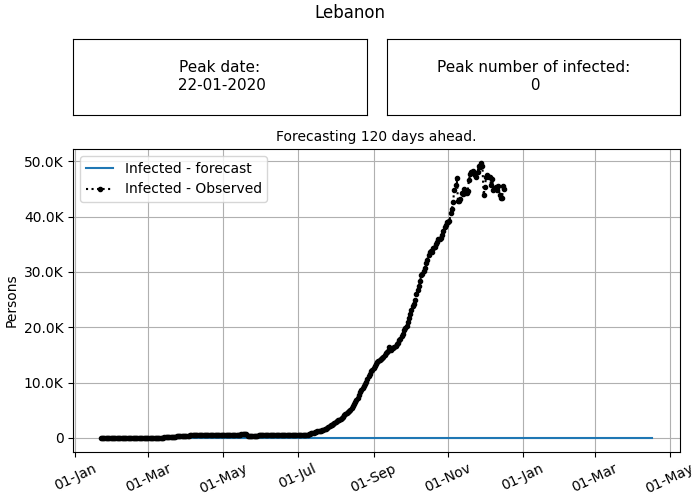 Lebanon
Peak date:
22-01-2020
Peak number of infected:
0
Forecasting 120 days ahead.
Infected - forecast
Infected - Observed
50.0K
40.0K
30.0K
20.0K
10.0K
0
Persons
01-Jan
01-Mar
01-May
01-Jul
01-Sep
01-Nov
01-Jan
01-Mar
01-May